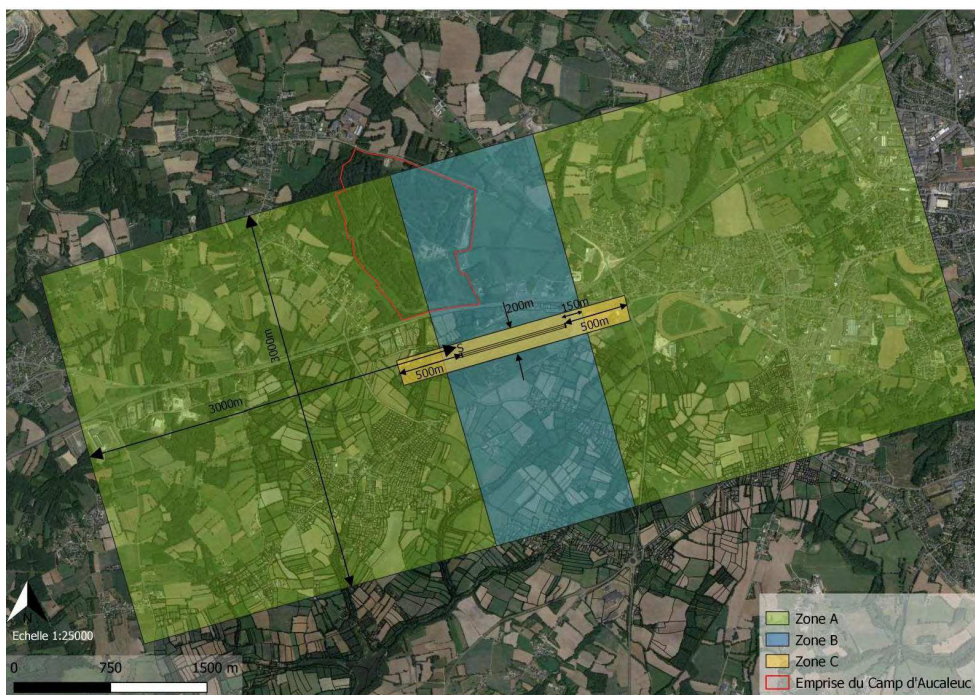 200m
150m
500m
500m
3000m
3000m
N
Echelle 1:25000
0 750 1500 m
Zone A
Zone B
Zone C
Emprise du Camp d'Aucaleuc